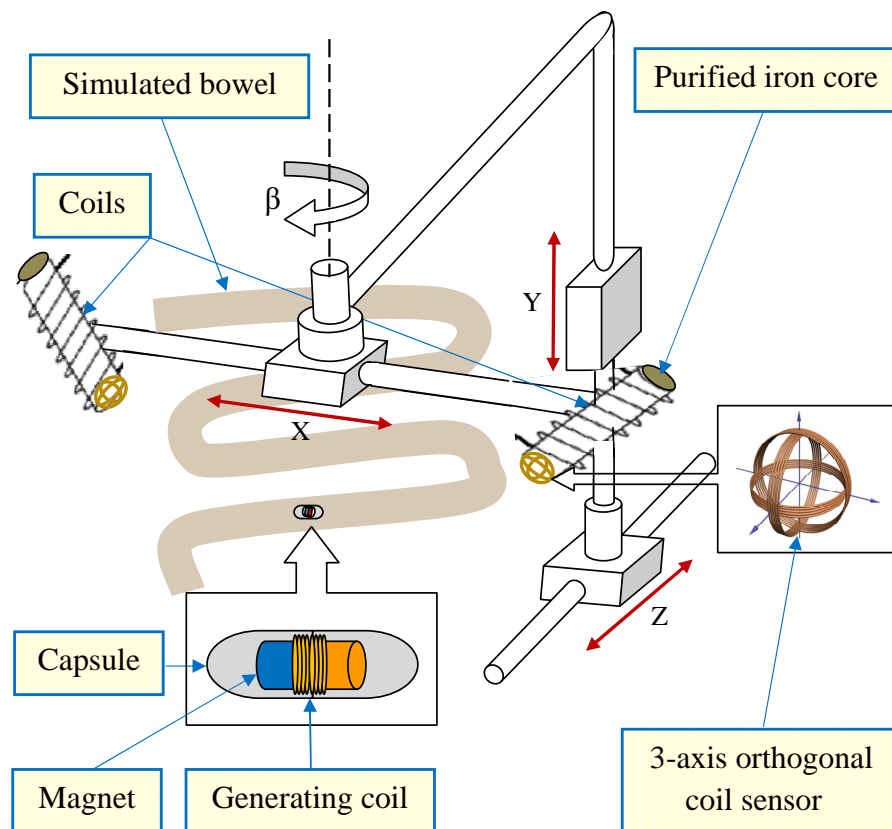 Simulated bowel
Purified iron core
Coils
β
Y
X
Z
Capsule
Magnet
Generating coil
3-axis orthogonal
coil sensor